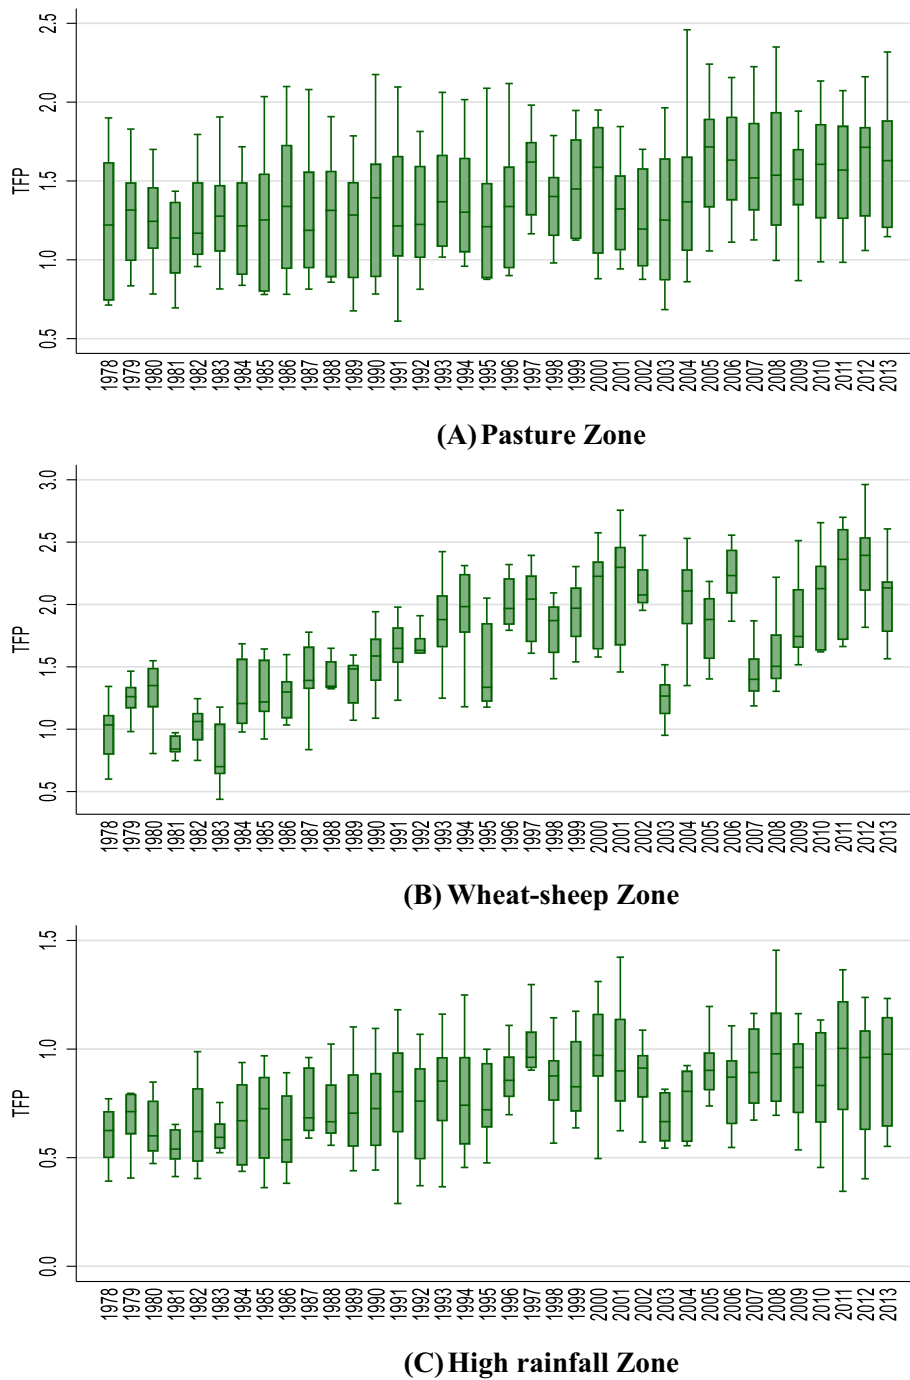 2.5
2.0
1.5
1.0
0.5
TFP
1978 1979 1980 1981 1982 1983 1984 1985 1986 1987 1988 1989 1990 1991 1992 1993 1994 1995 1996 1997 1998 1999 2000 2001 2002 2003 2004 2005 2006 2007 2008 2009 2010 2011 2012 2013
(A) Pasture Zone
3.0
2.5
2.0
1.5
1.0
0.5
TFP
1978 1979 1980 1981 1982 1983 1984 1985 1986 1987 1988 1989 1990 1991 1992 1993 1994 1995 1996 1997 1998 1999 2000 2001 2002 2003 2004 2005 2006 2007 2008 2009 2010 2011 2012 2013
(B) Wheat-sheep Zone
1.5
1.0
0.5
0.0
TFP
1978 1979 1980 1981 1982 1983 1984 1985 1986 1987 1988 1989 1990 1991 1992 1993 1994 1995 1996 1997 1998 1999 2000 2001 2002 2003 2004 2005 2006 2007 2008 2009 2010 2011 2012 2013
(C) High rainfall Zone